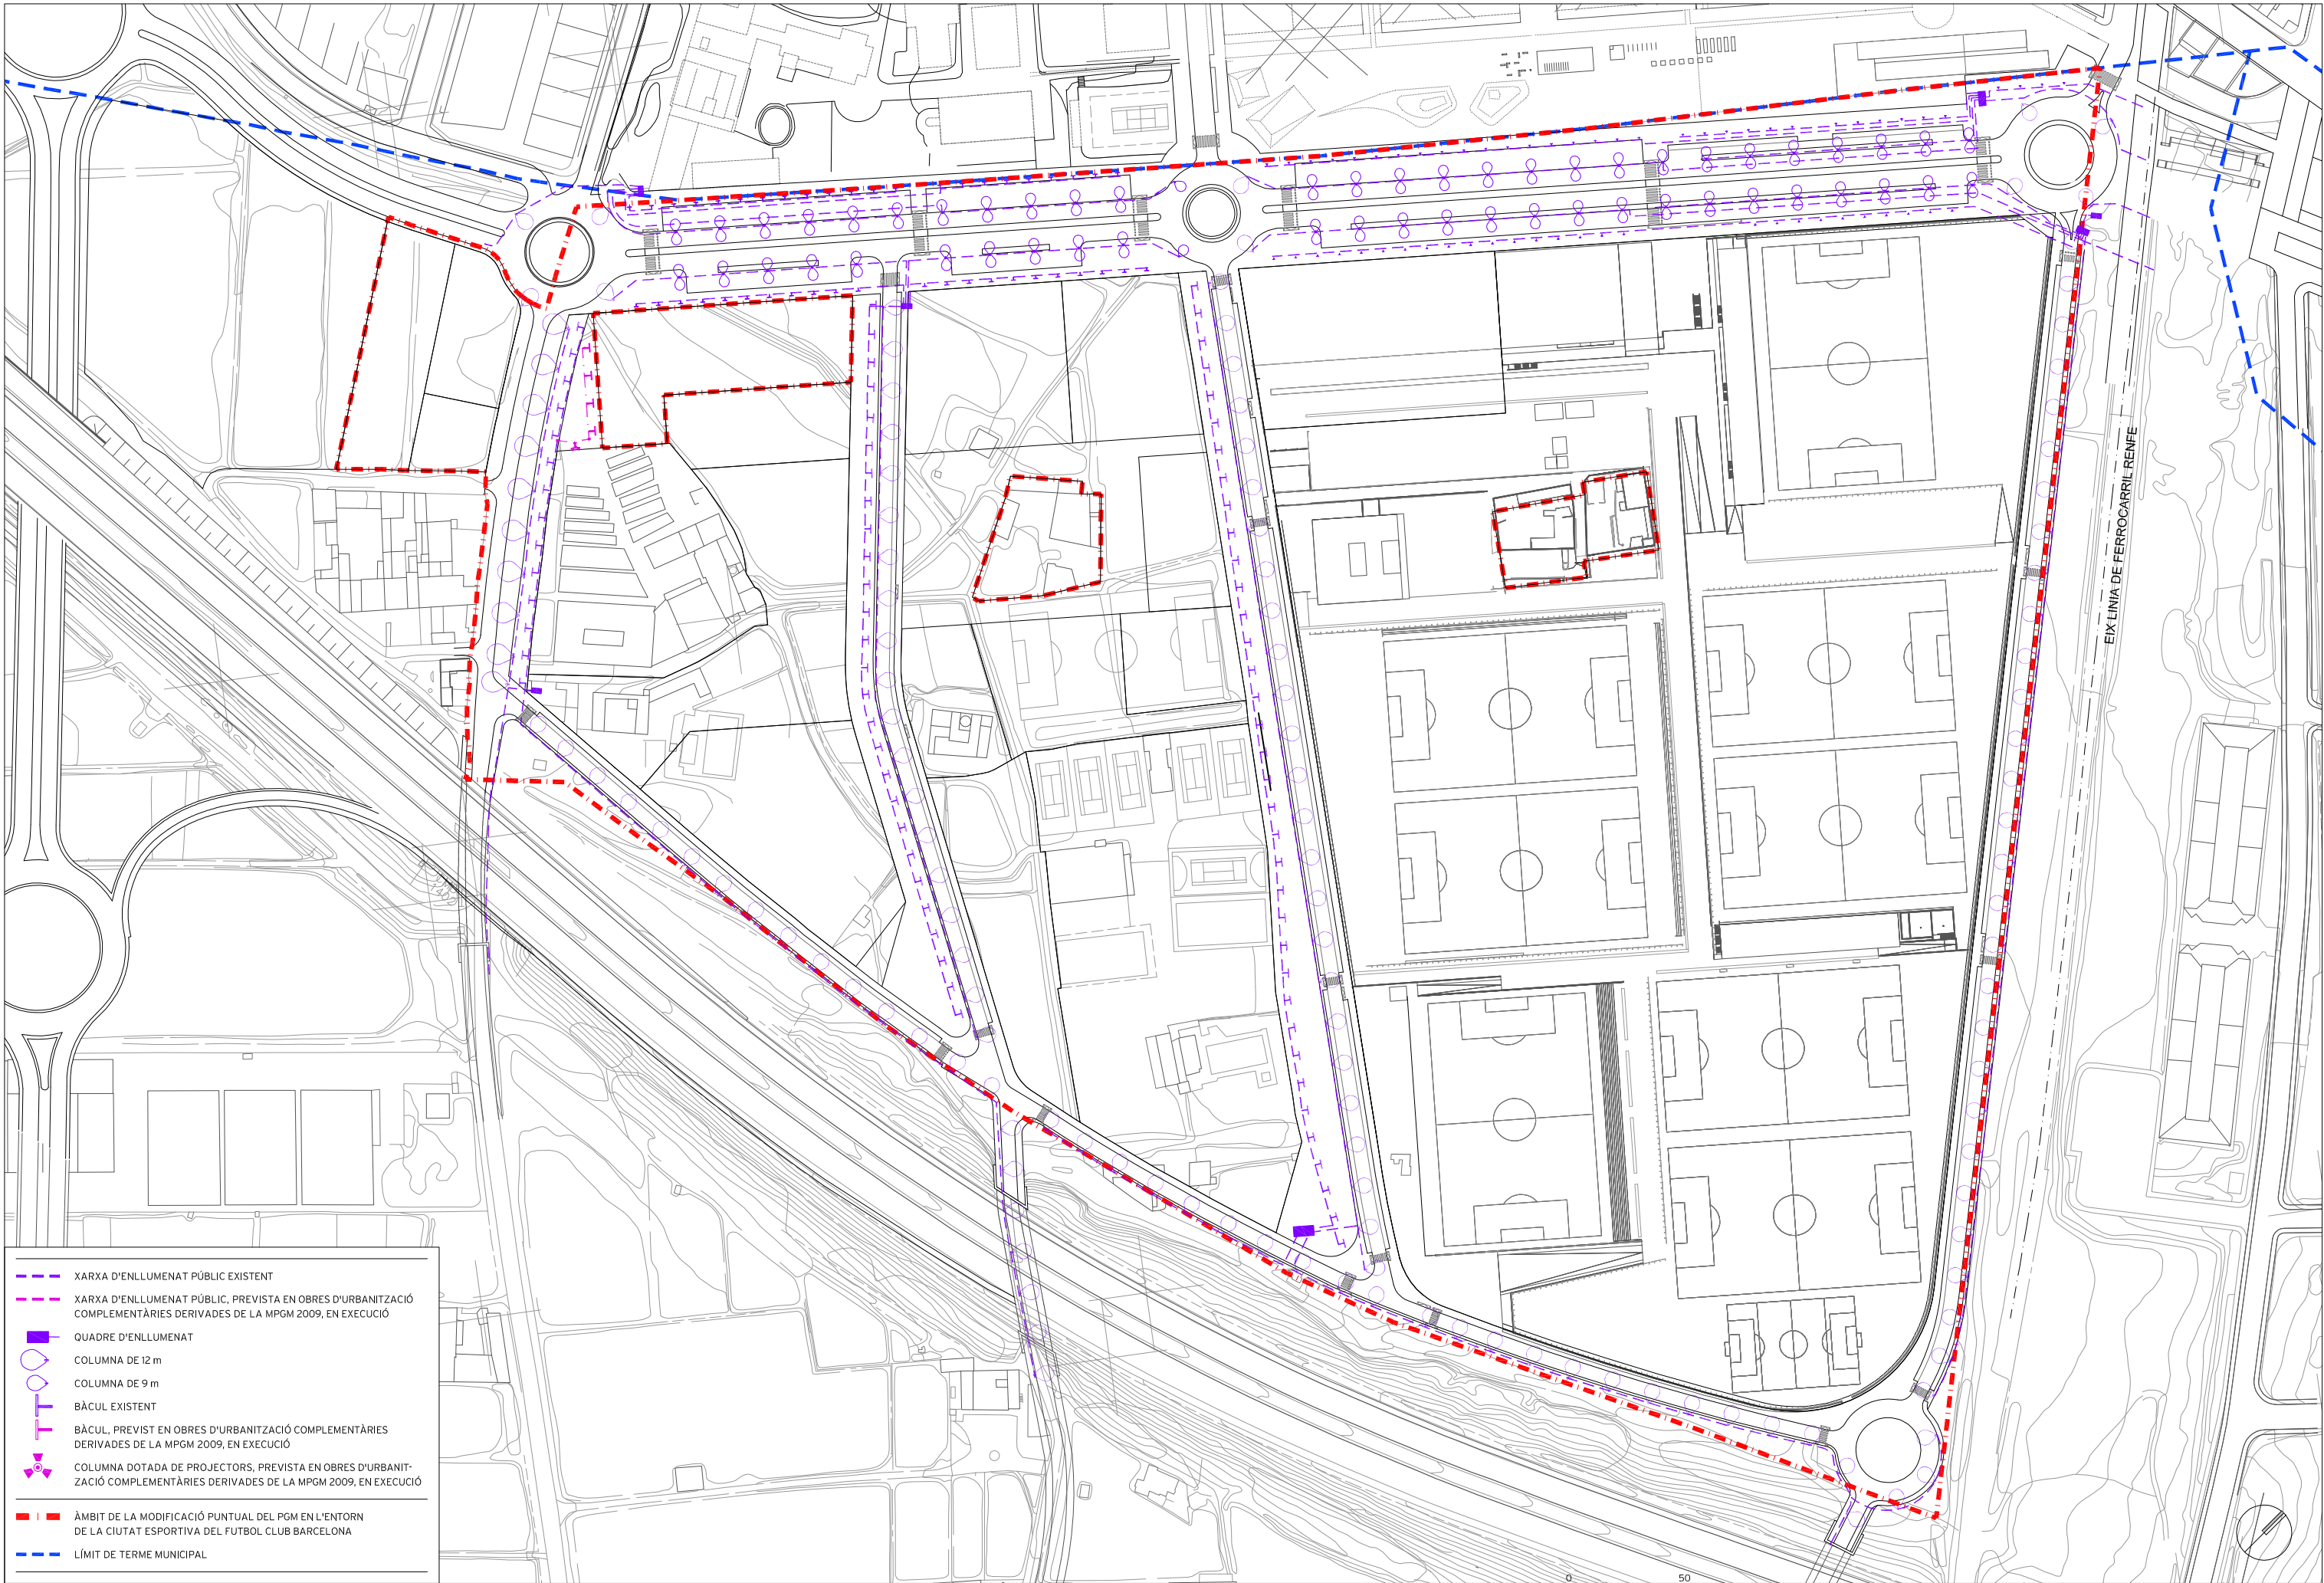 EIX LINIA DE FERROCARRIL RENFE
XARXA D'ENLLUMENAT PÚBLIC EXISTENT
XARXA D'ENLLUMENAT PÚBLIC, PREVISTA EN OBRES D'URBANITZACIÓ
COMPLEMENTÀRIES DERIVADES DE LA MPGM 2009, EN EXECUCIÓ
QUADRE D'ENLLUMENAT
COLUMNA DE 12 m
COLUMNA DE 9 m
BÀCUL EXISTENT
BÀCUL, PREVIST EN OBRES D'URBANITZACIÓ COMPLEMENTÀRIES
DERIVADES DE LA MPGM 2009, EN EXECUCIÓ
COLUMNA DOTADA DE PROJECTORS, PREVISTA EN OBRES D'URBANIT-
ZACIÓ COMPLEMENTÀRIES DERIVADES DE LA MPGM 2009, EN EXECUCIÓ
ÀMBIT DE LA MODIFICACIÓ PUNTUAL DEL PGM EN L'ENTORN
DE LA CIUTAT ESPORTIVA DEL FUTBOL CLUB BARCELONA
LÍMIT DE TERME MUNICIPAL
0 50